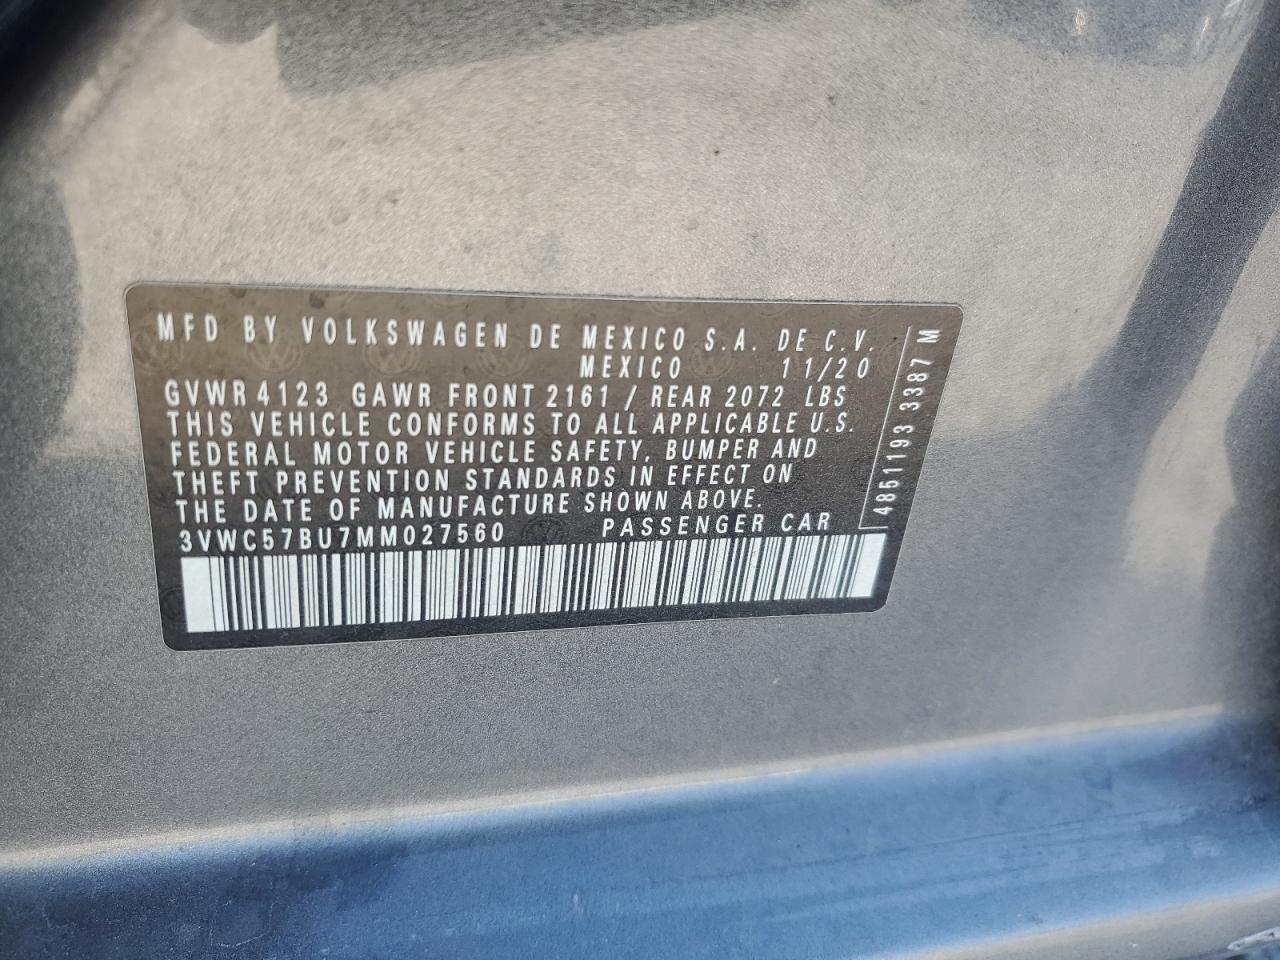 MFD BY VOLKSWAGEN DE MEXICO S.A. DE C.V.
MEXICO 11/20
GVWR 4123 GAWR FRONT 2161 / REAR 2072 LBS
THIS VEHICLE CONFORMS TO ALL APPLICABLE U.S.
FEDERAL MOTOR VEHICLE SAFETY, BUMPER AND
THEFT PREVENTION STANDARDS IN EFFECT ON
THE DATE OF MANUFACTURE SHOWN ABOVE.
3VWC57BU7MM027560 PASSENGER CAR
4851193 3387 M